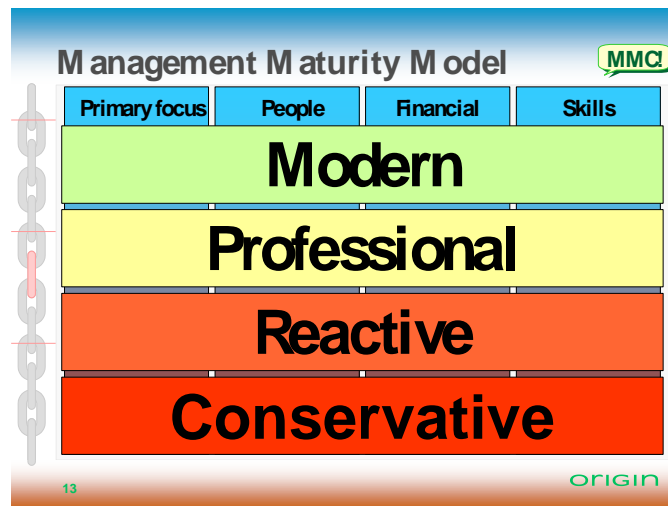 Management Maturity Model
MMC!
Primary focus People Financial Skills
Modern
Professional
Reactive
Conservative
13
ORIGIN